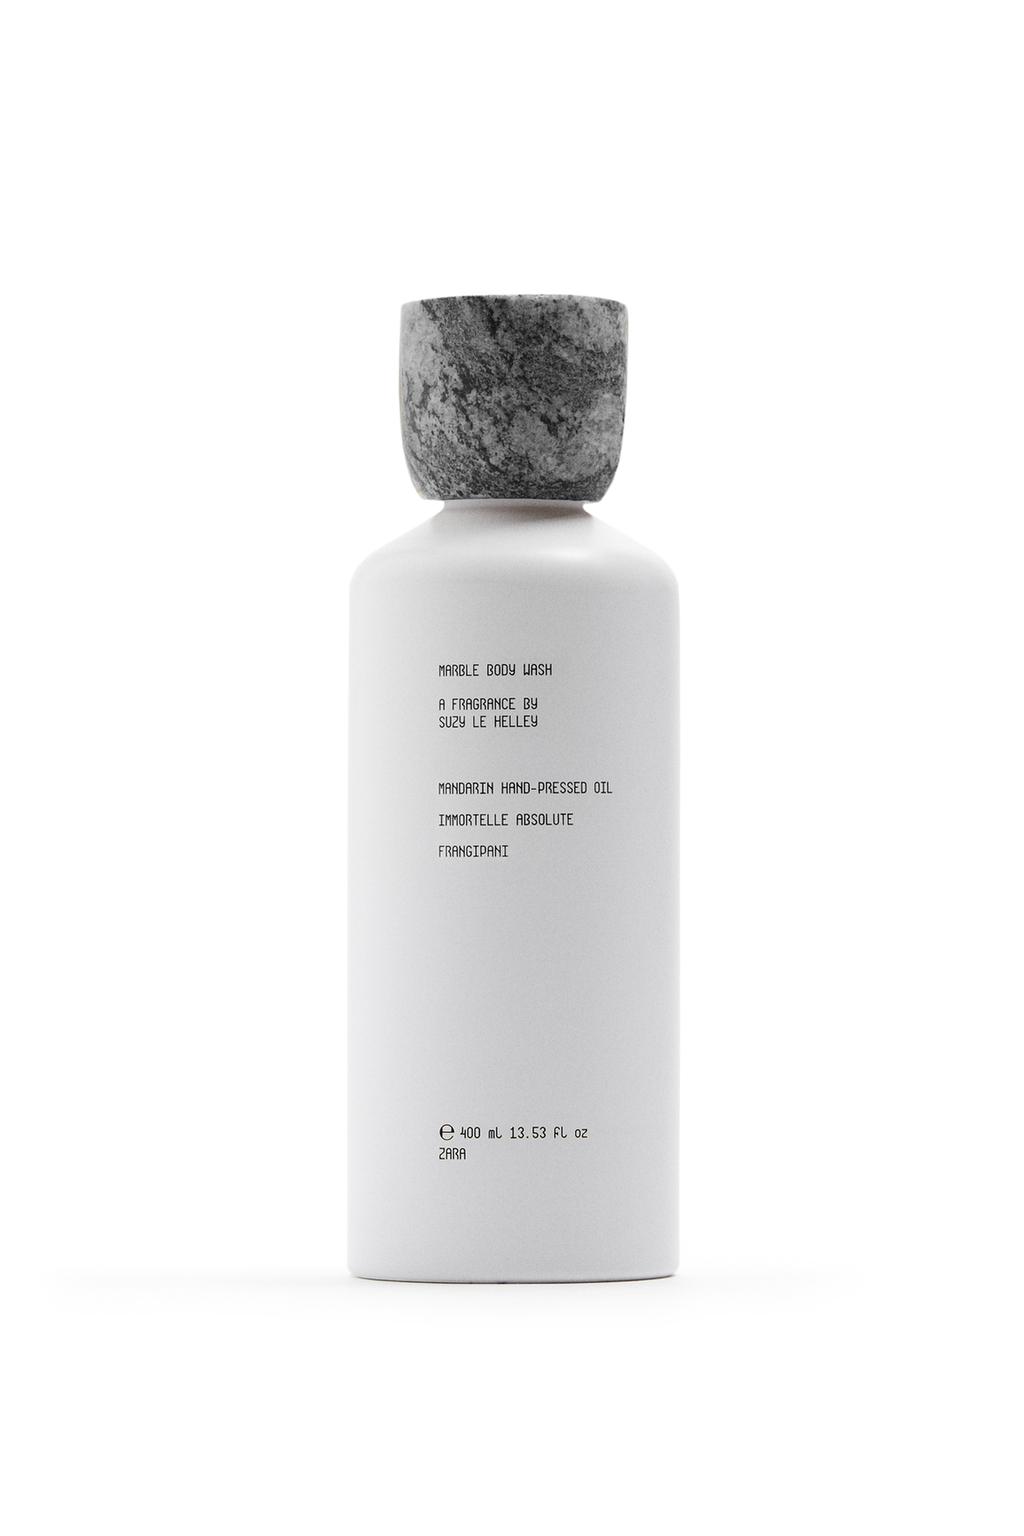 MARBLE BODY WASH
A FRAGRANCE BY
SUZY LE HELLEY
MANDARIN HAND-PRESSED OIL
IMMORTELLE ABSOLUTE
FRANGIPANI
℮ 400 ml 13.53 fl oz
ZARA